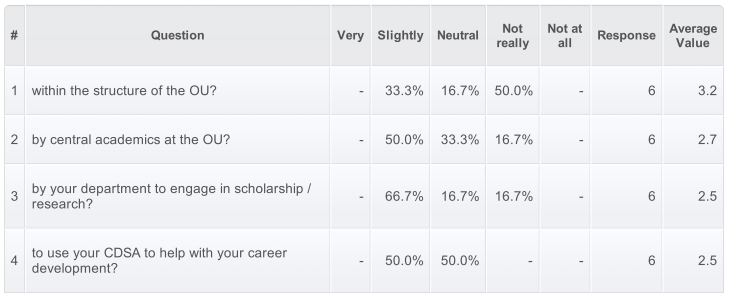 # Question Very Slightly Neutral Not really Not at all Response Average Value
1 within the structure of the OU? - 33.3% 16.7% 50.0% - 6 3.2
2 by central academics at the OU? - 50.0% 33.3% 16.7% - 6 2.7
3 by your department to engage in scholarship / research? - 66.7% 16.7% 16.7% - 6 2.5
4 to use your CDSA to help with your career development? - 50.0% 50.0% - - 6 2.5